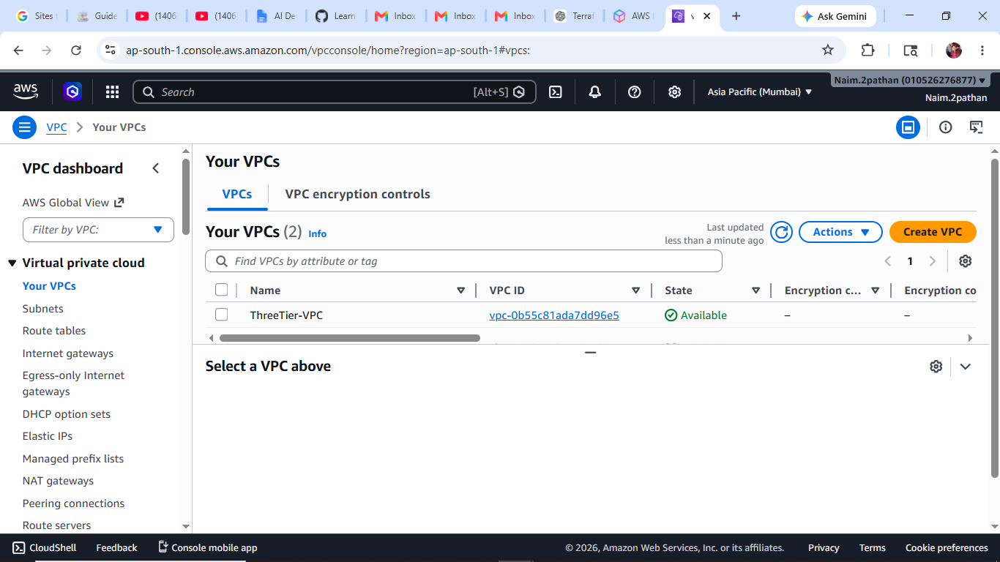 Sites
Guide
(1406
(1406
AI De
Learn
Inbox
Inbox
Inbox
Terraf
AWS
Ask Gemini
ap-south-1.console.aws.amazon.com/vpcconsole/home?region=ap-south-1#vpcs:
aws
Search
[Alt+S]
Asia Pacific (Mumbai)
Naim.2pathan (010526276877)
Naim.2pathan
VPC
Your VPCs
VPC dashboard
AWS Global View
Filter by VPC:
Virtual private cloud
Your VPCs
Subnets
Route tables
Internet gateways
Egress-only Internet
gateways
DHCP option sets
Elastic IPs
Managed prefix lists
NAT gateways
Peering connections
Route servers
Your VPCs
VPCs
VPC encryption controls
Your VPCs (2) Info
Last updated
less than a minute ago
Actions
Create VPC
Find VPCs by attribute or tag
1
Name VPC ID State Encryption c... Encryption co
ThreeTier-VPC vpc-0b55c81ada7dd96e5 Available – –
Select a VPC above
CloudShell Feedback Console mobile app © 2026, Amazon Web Services, Inc. or its affiliates. Privacy Terms Cookie preferences